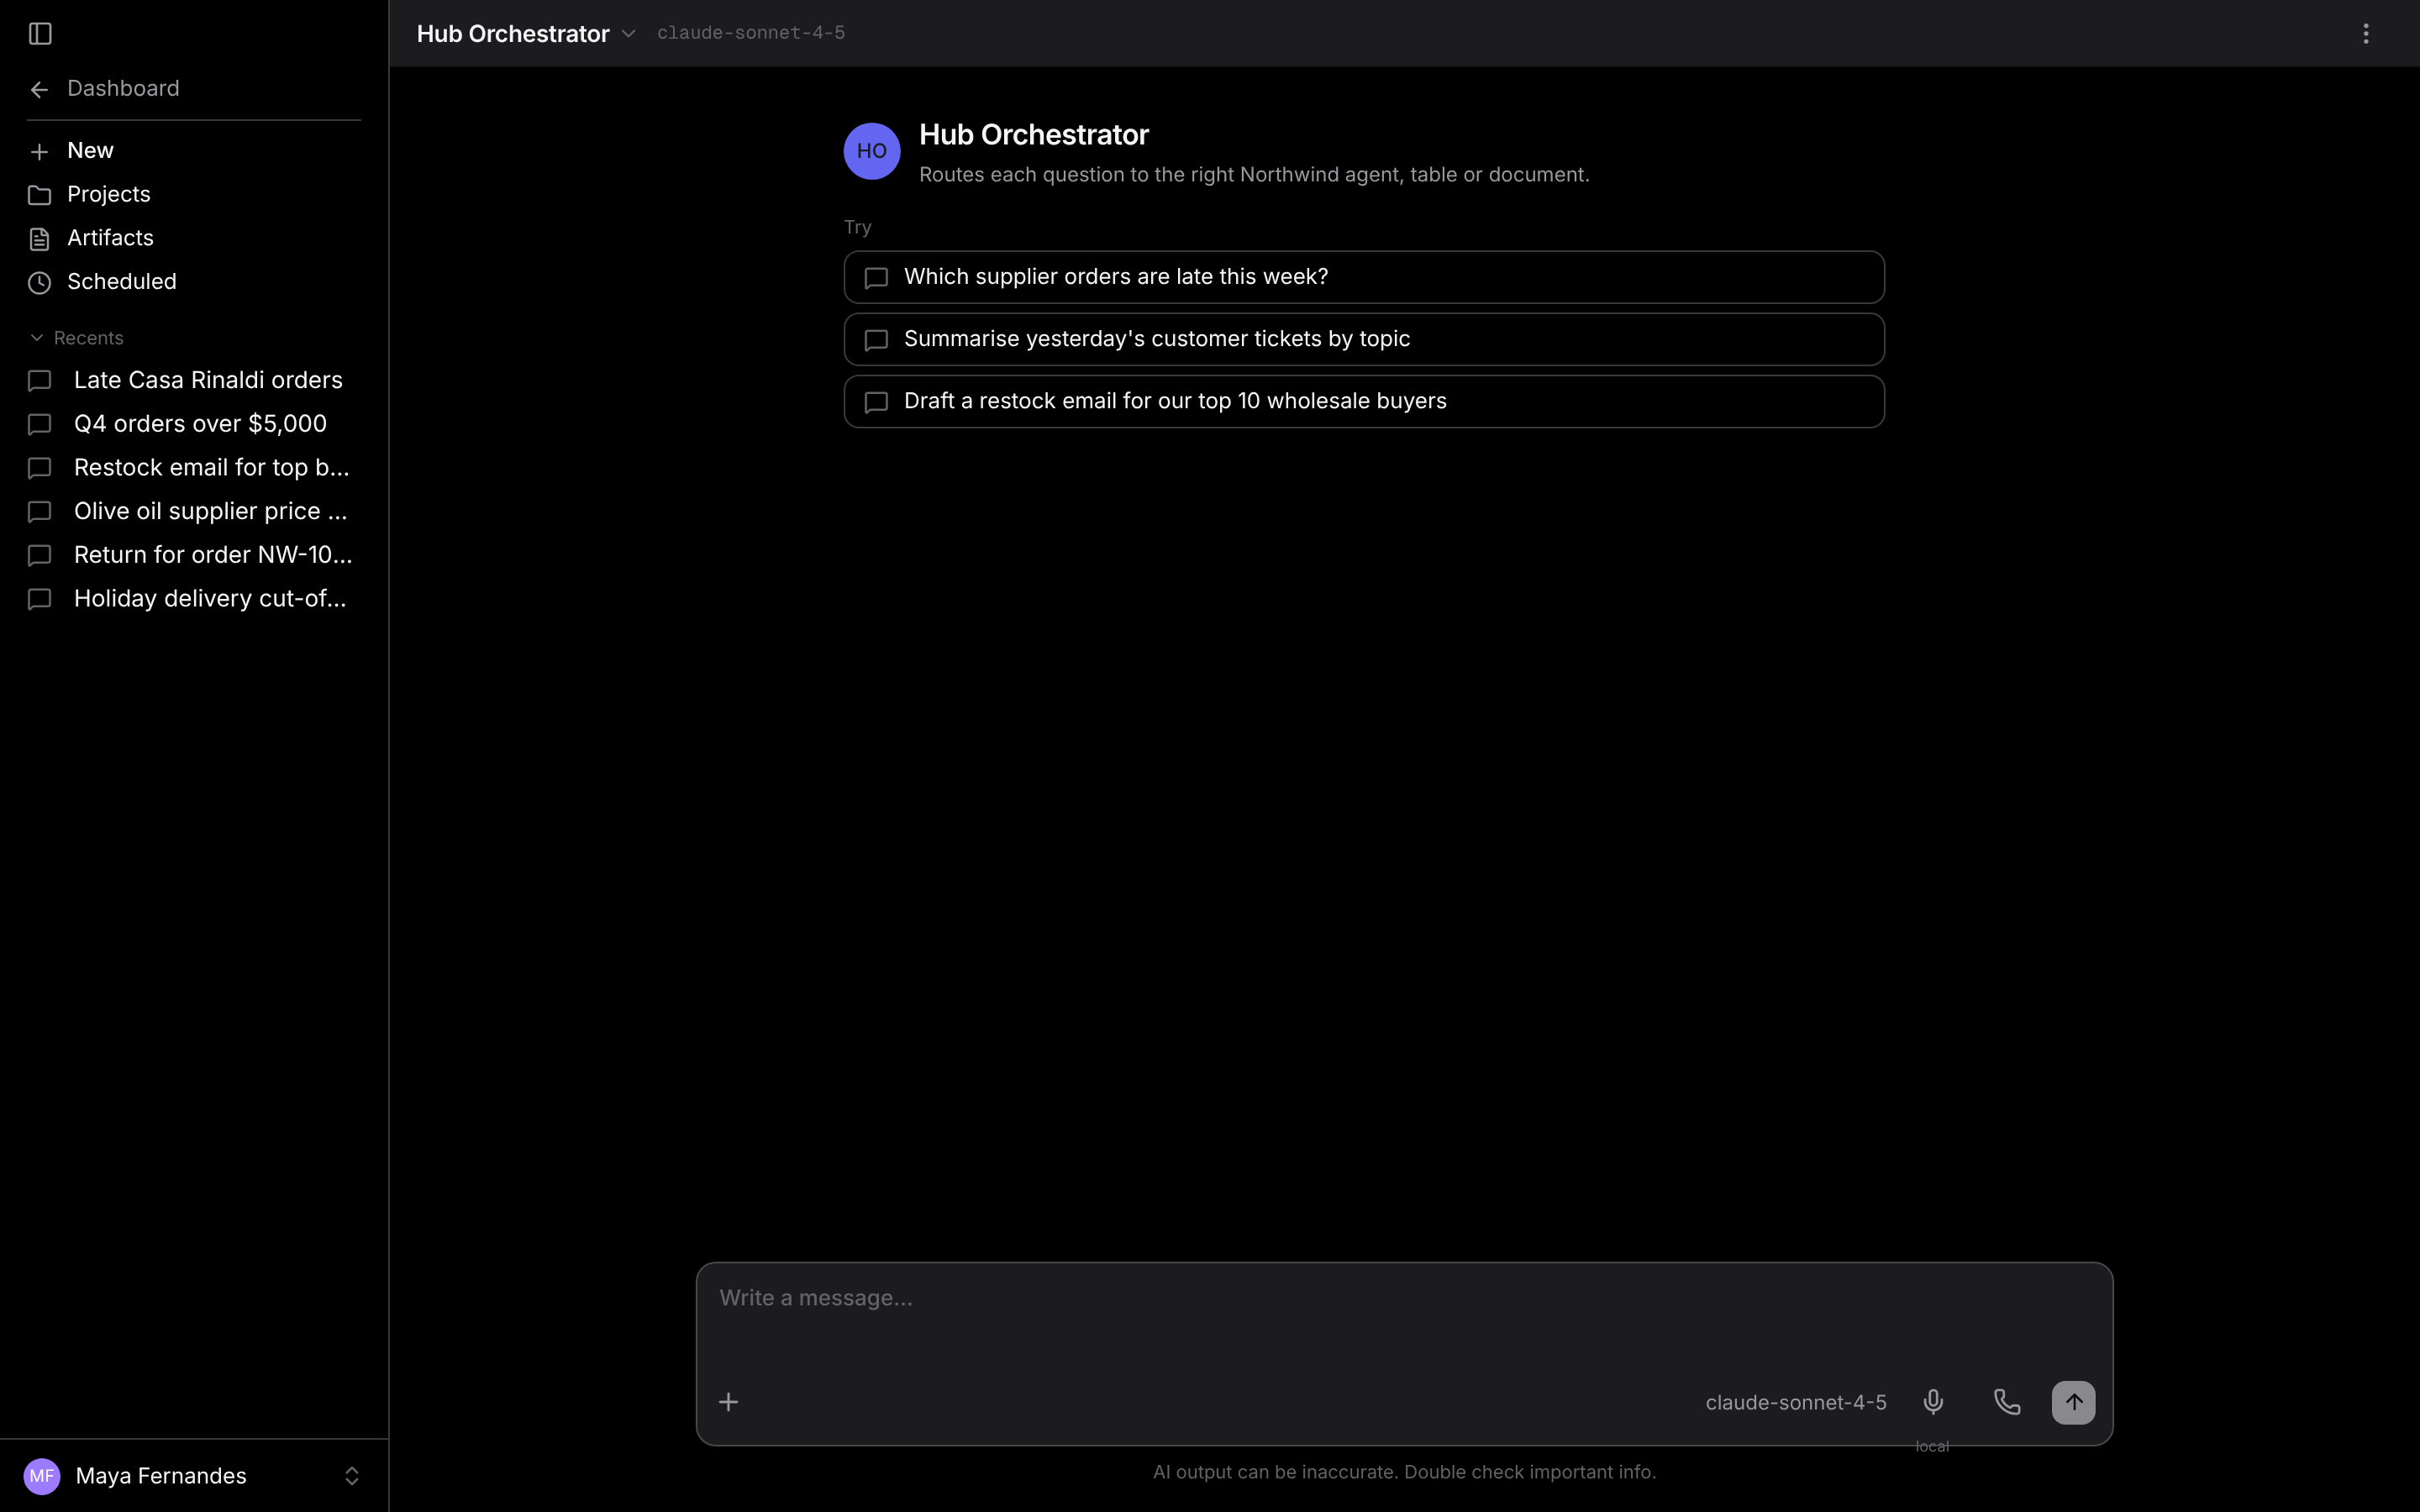 Dashboard
New
Projects
Artifacts
Scheduled
Recents
Late Casa Rinaldi orders
Q4 orders over $5,000
Restock email for top b...
Olive oil supplier price ...
Return for order NW-10...
Holiday delivery cut-of...
MF Maya Fernandes
Hub Orchestrator claude-sonnet-4-5
HO
Hub Orchestrator
Routes each question to the right Northwind agent, table or document.
Try
Which supplier orders are late this week?
Summarise yesterday's customer tickets by topic
Draft a restock email for our top 10 wholesale buyers
Write a message...
claude-sonnet-4-5
local
AI output can be inaccurate. Double check important info.